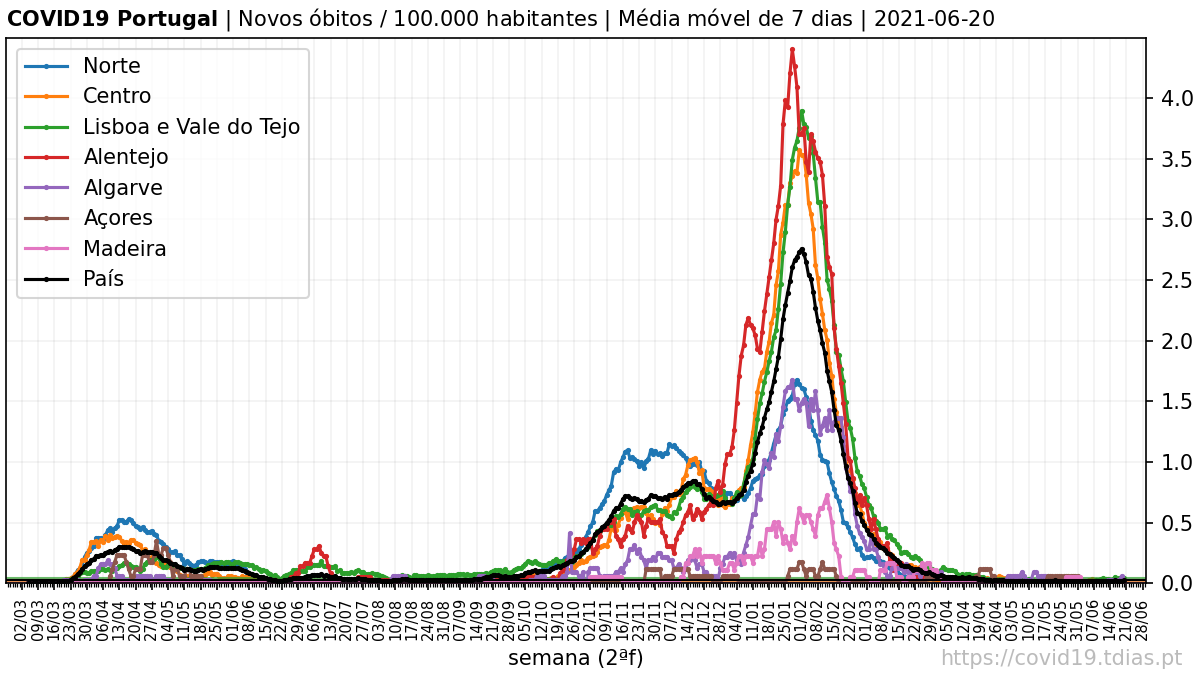 COVID19 Portugal | Novos óbitos / 100.000 habitantes | Média móvel de 7 dias | 2021-06-20
Norte
Centro
Lisboa e Vale do Tejo
Alentejo
Algarve
Açores
Madeira
País
4.0
3.5
3.0
2.5
2.0
1.5
1.0
0.5
0.0
02/03 09/03 16/03 23/03 30/03 06/04 13/04 20/04 27/04 04/05 11/05 18/05 25/05 01/06 08/06 15/06 22/06 29/06 06/07 13/07 20/07 27/07 03/08 10/08 17/08 24/08 31/08 07/09 14/09 21/09 28/09 05/10 12/10 19/10 26/10 02/11 09/11 16/11 23/11 30/11 07/12 14/12 21/12 28/12 04/01 11/01 18/01 25/01 01/02 08/02 15/02 22/02 01/03 08/03 15/03 22/03 29/03 05/04 12/04 19/04 26/04 03/05 10/05 17/05 24/05 31/05 07/06 14/06 21/06 28/06
semana (2ªf)
https://covid19.tdias.pt